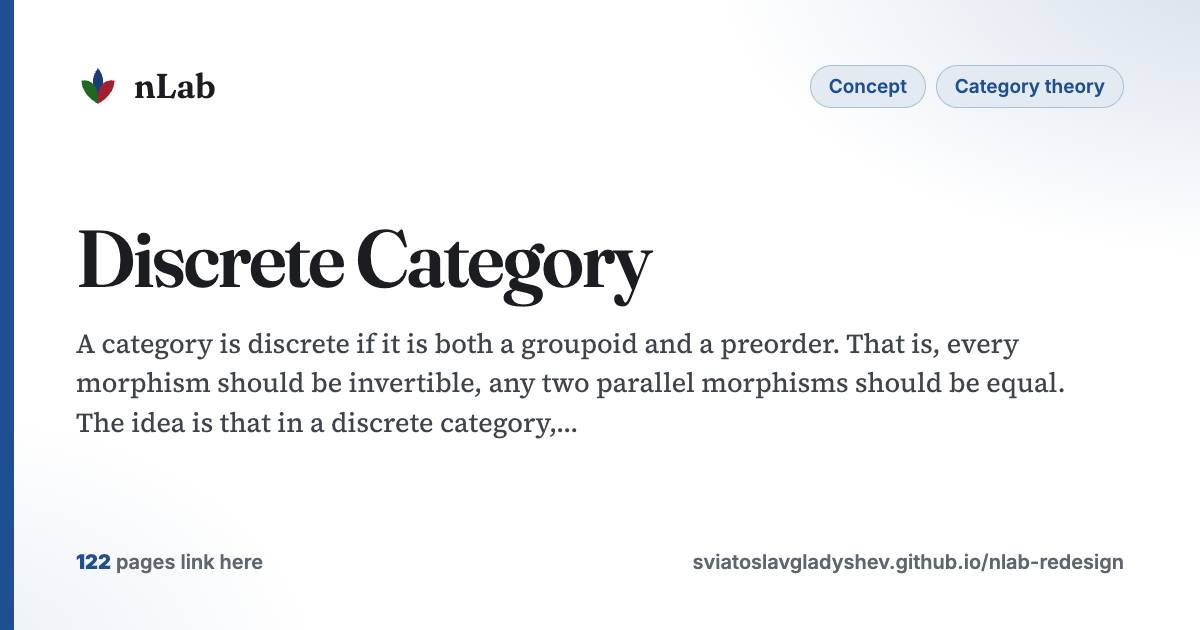 nLab
Concept
Category theory
Discrete Category
A category is discrete if it is both a groupoid and a preorder. That is, every
morphism should be invertible, any two parallel morphisms should be equal.
The idea is that in a discrete category,...
122 pages link here
sviatoslavgladyshev.github.io/nlab-redesign